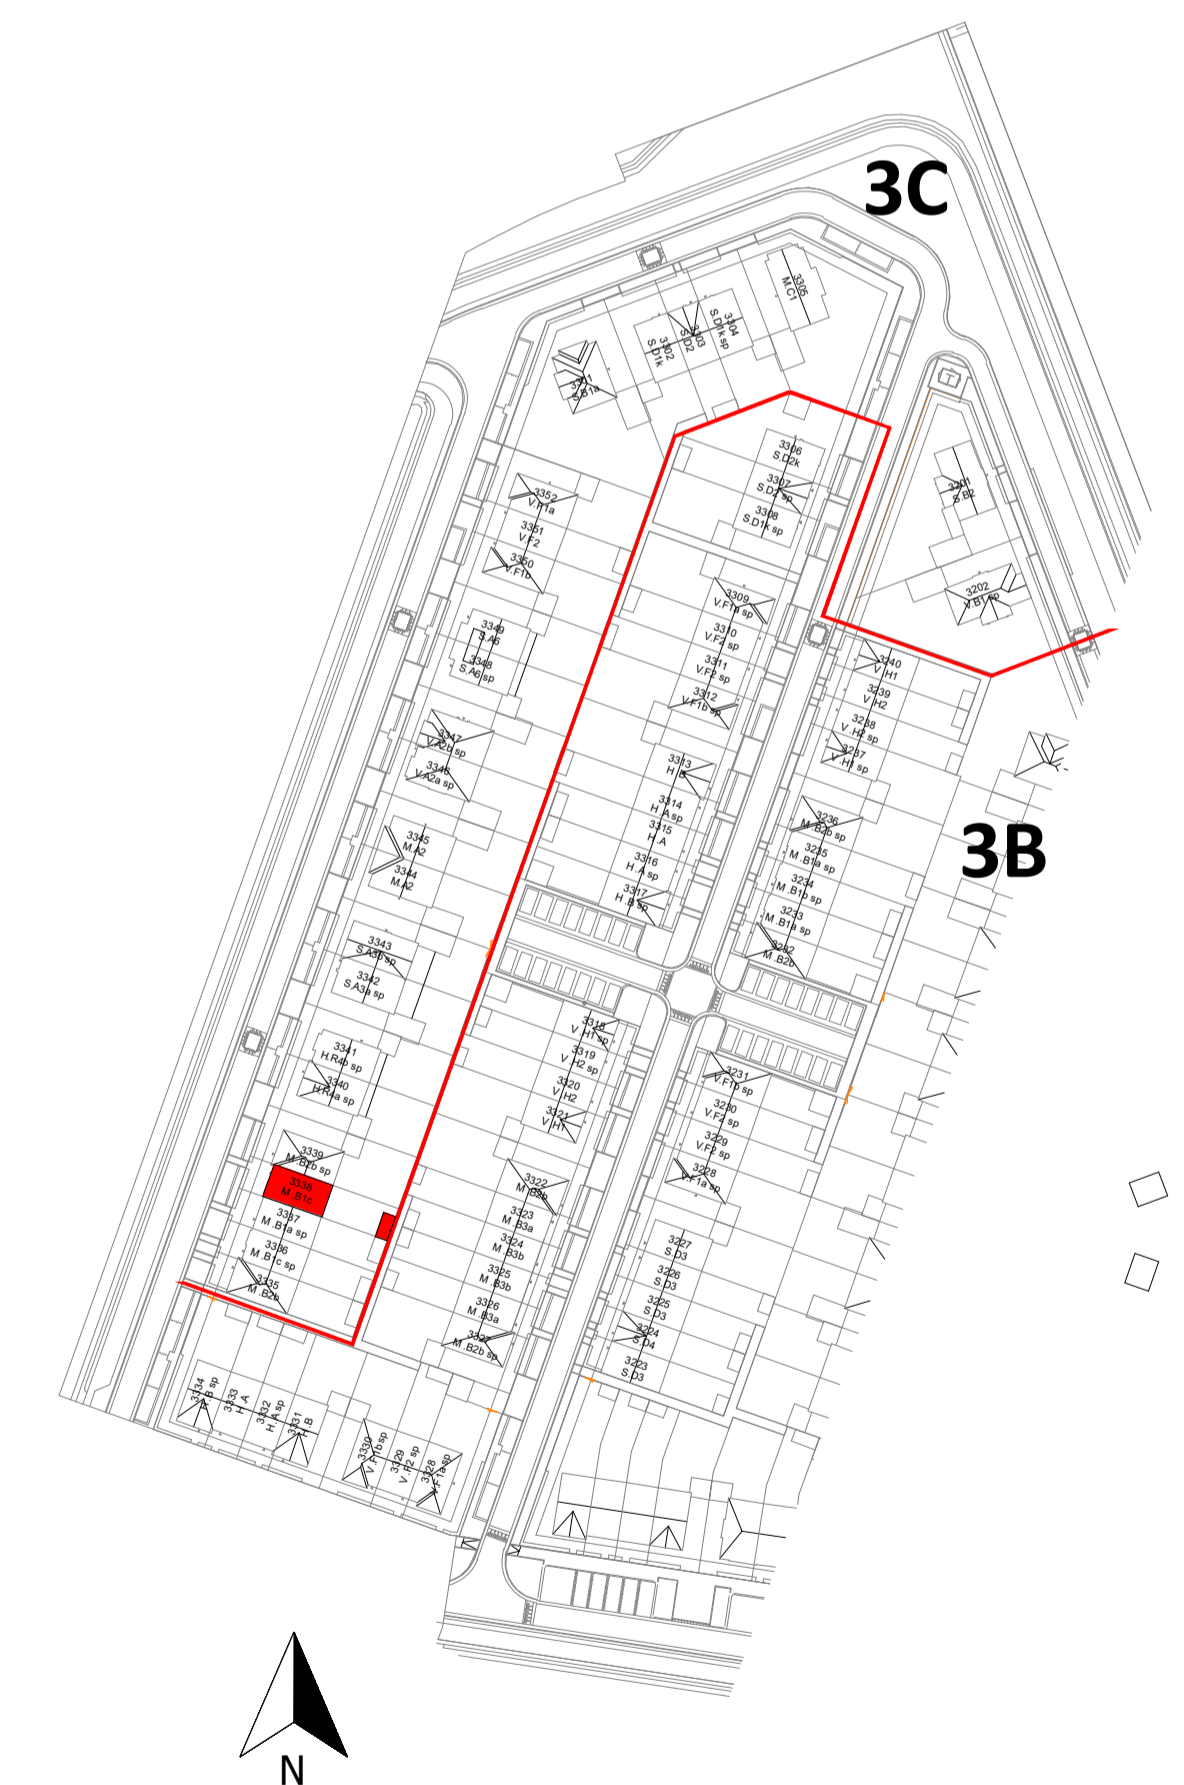 3C
3305
M.C1
3304
S.D1k sp
3303
S.D2
3302
S.D1k
3301
S.B1a
T
3306
S.D2k
3307
S.D2 sp
3308
S.D1k sp
3201
S.B2
3202
V.B1 sp
3352
V.F1a
3351
V.F2
3350
V.F1b
3349
S.A6
3348
S.A6 sp
3347
V.A2b sp
3346
V.A2a sp
3345
M.A2
3344
M.A2
3343
S.A3b sp
3342
S.A3a sp
3341
H.R4b sp
3340
H.R4a sp
3339
M.B2b sp
3338
M.B1c
3337
M.B1a sp
3336
M.B1c sp
3335
M.B2b
3309
V.F1a sp
3310
V.F2 sp
3311
V.F2 sp
3312
V.F1b sp
3313
H.B
3314
H.A sp
3315
H.A
3316
H.A sp
3317
H.B sp
3318
V.H1 sp
3319
V.H2 sp
3320
V.H2
3321
V.H1
3322
M.B2b
3323
M.B3a
3324
M.B3b
3325
M.B3b
3326
M.B3a
3327
M.B2b sp
3240
V.H1
3239
V.H2
3238
V.H2 sp
3237
V.H1 sp
3B
3236
M.B2b sp
3235
M.B1a sp
3234
M.B1b sp
3233
M.B1a sp
3232
M.B2b
3231
V.F1b sp
3230
V.F2 sp
3229
V.F2 sp
3228
V.F1a sp
3227
S.D3
3226
S.D3
3225
S.D3
3224
S.D4
3223
S.D3
3334
H.B sp
3333
H.A
3332
H.A sp
3331
H.B
3330
V.F1b sp
3329
V.F2 sp
3328
V.F1a sp
N